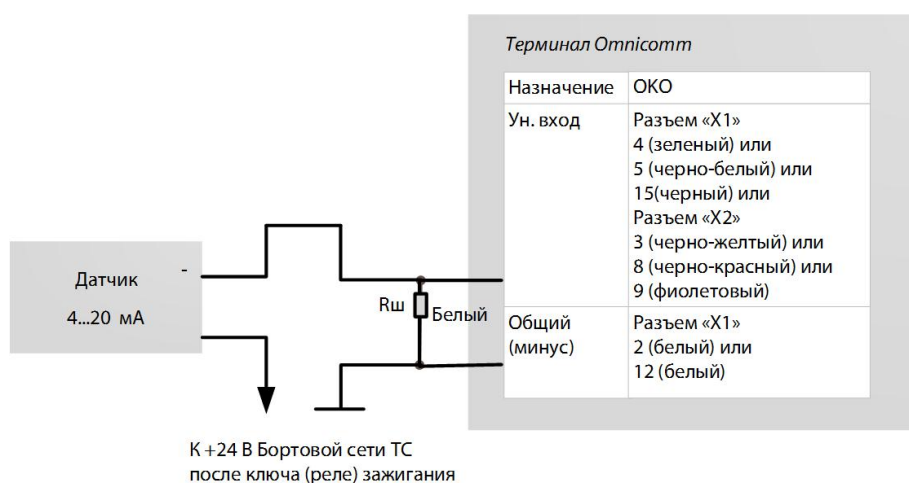 Терминал Omnicomm
Назначение ОКО
Ун. вход
Разъем «X1»
4 (зеленый) или
5 (черно-белый) или
15(черный) или
Разъем «X2»
3 (черно-желтый) или
8 (черно-красный) или
9 (фиолетовый)
Общий
(минус)
Разъем «X1»
2 (белый) или
12 (белый)
Датчик
-
4...20 мА
Rш
Белый
К +24 В Бортовой сети ТС
после ключа (реле) зажигания